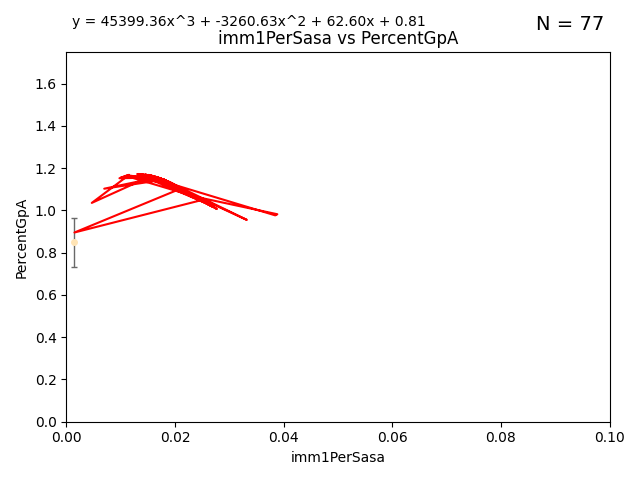 y = 45399.36x^3 + -3260.63x^2 + 62.60x + 0.81
N = 77
imm1PerSasa vs PercentGpA
PercentGpA
1.6
1.4
1.2
1.0
0.8
0.6
0.4
0.2
0.0
0.00 0.02 0.04 0.06 0.08 0.10
imm1PerSasa